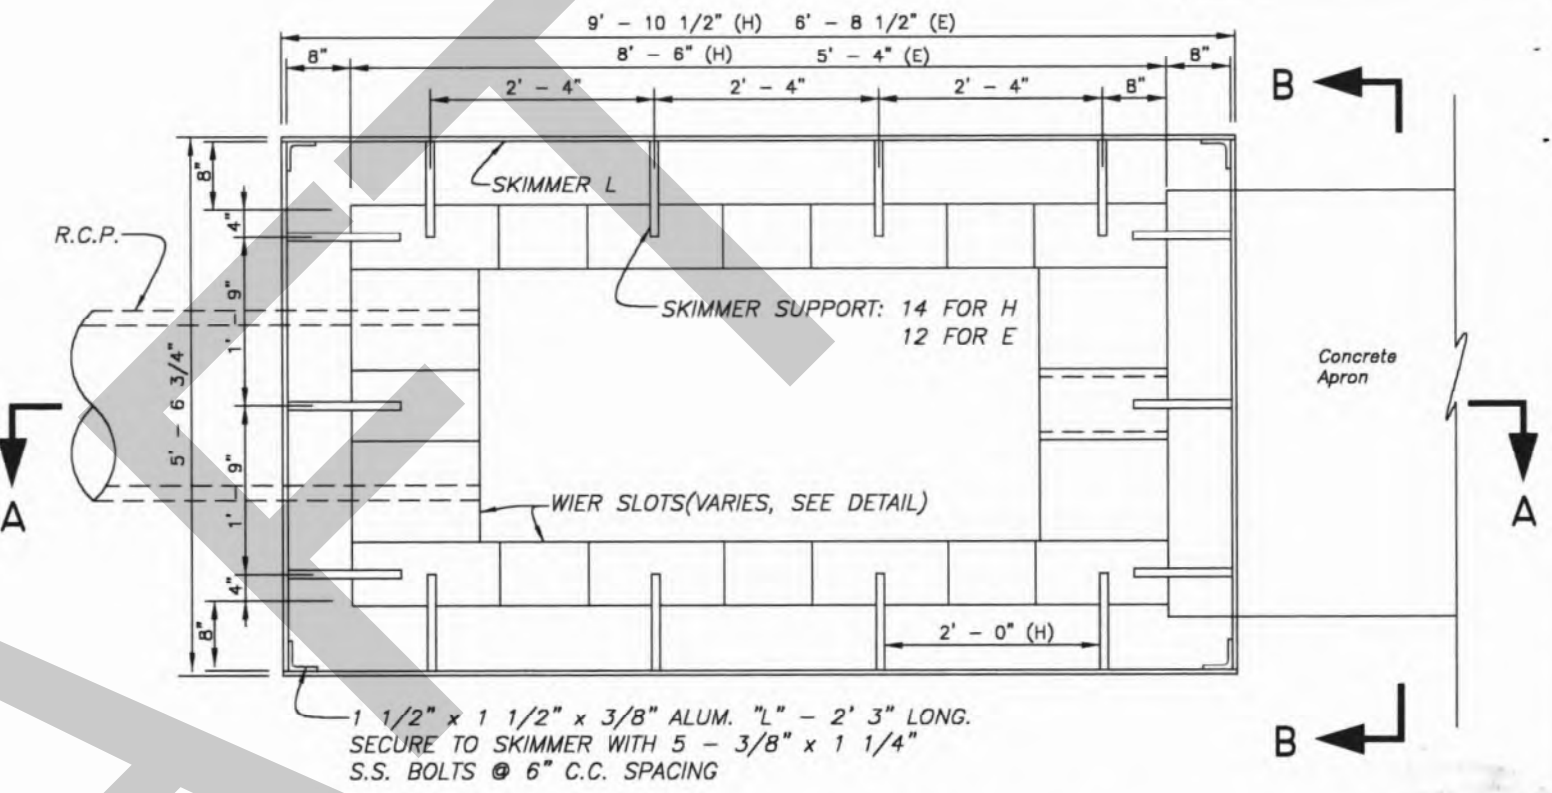 9' - 10 1/2" (H) 6' - 8 1/2" (E)
8" 8' - 6" (H) 5' - 4" (E) 8"
2' - 4" 2' - 4" 2' - 4" 8"
B
8"
SKIMMER L
4"
R.C.P.
1' - 9"
SKIMMER SUPPORT: 14 FOR H
12 FOR E
Concrete
Apron
5' - 6 3/4"
1' - 9"
WIER SLOTS(VARIES, SEE DETAIL)
A
A
4"
8"
2' - 0" (H)
1 1/2" x 1 1/2" x 3/8" ALUM. "L" - 2' 3" LONG.
SECURE TO SKIMMER WITH 5 - 3/8" x 1 1/4"
S.S. BOLTS @ 6" C.C. SPACING
B